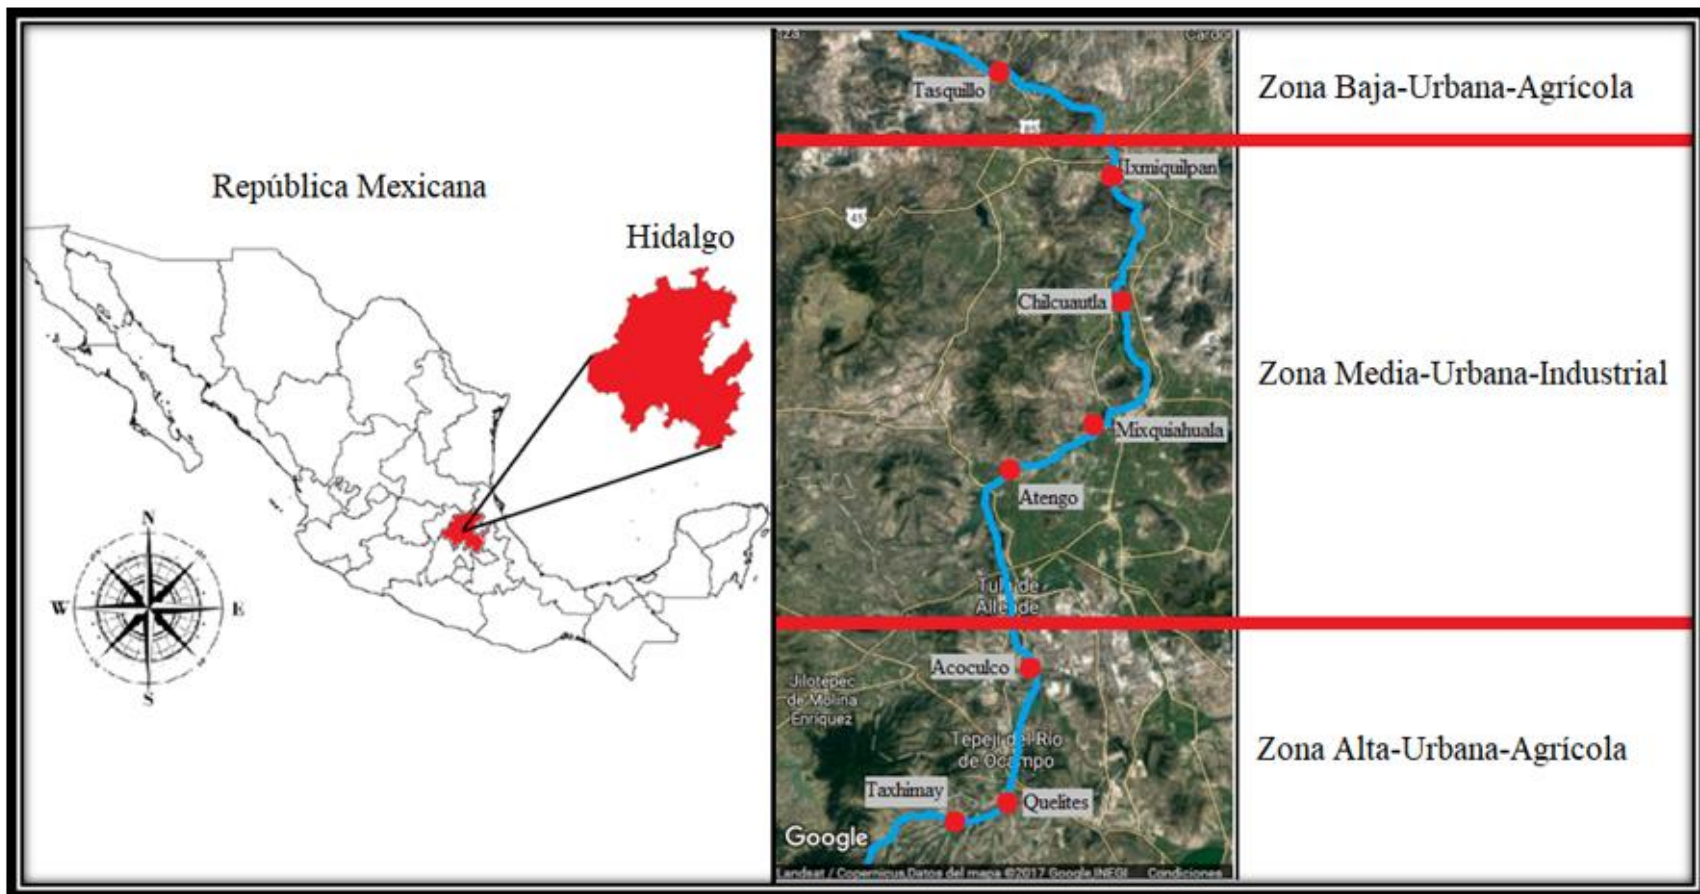 República Mexicana
Hidalgo
N
W
E
S
Cardon
Tasquillo
85
Ixmiquilpan
45
Chilcuautla
Mixquiahuala
Atengo
Tula de
Allende
Acoculco
Jilotepec
de Molina
Enríquez
Tepeji del Río
de Ocampo
Taxhimay
Quelites
Google
Landsat / Copernicus Datos del mapa ©2017 Google, INEGI Condiciones
Zona Baja-Urbana-Agrícola
Zona Media-Urbana-Industrial
Zona Alta-Urbana-Agrícola